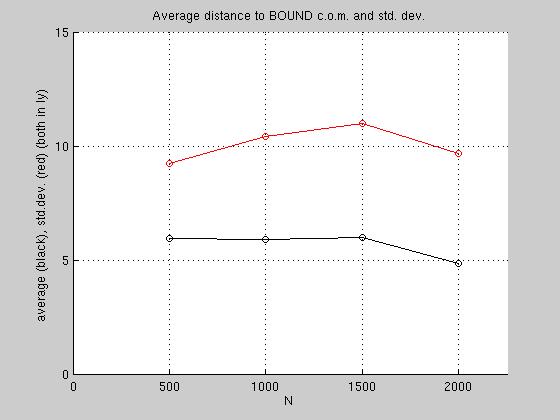 Average distance to BOUND c.o.m. and std. dev.
average (black), std.dev. (red) (both in ly)
15
10
5
0
0 500 1000 1500 2000
N